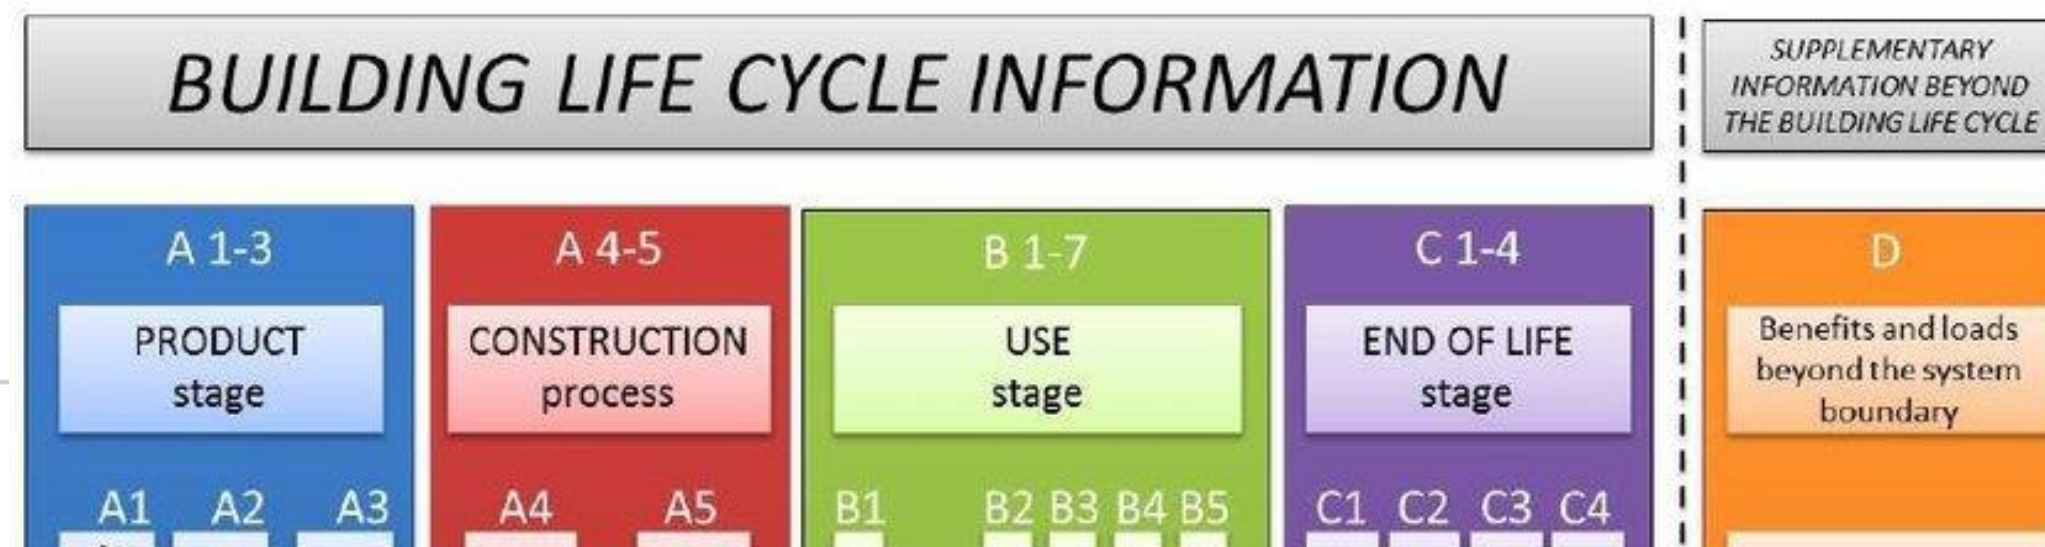 BUILDING LIFE CYCLE INFORMATION
SUPPLEMENTARY
INFORMATION BEYOND
THE BUILDING LIFE CYCLE
A 1-3
PRODUCT
stage
A1 A2 A3
A 4-5
CONSTRUCTION
process
A4 A5
B 1-7
USE
stage
B1 B2 B3 B4 B5
C 1-4
END OF LIFE
stage
C1 C2 C3 C4
D
Benefits and loads
beyond the system
boundary